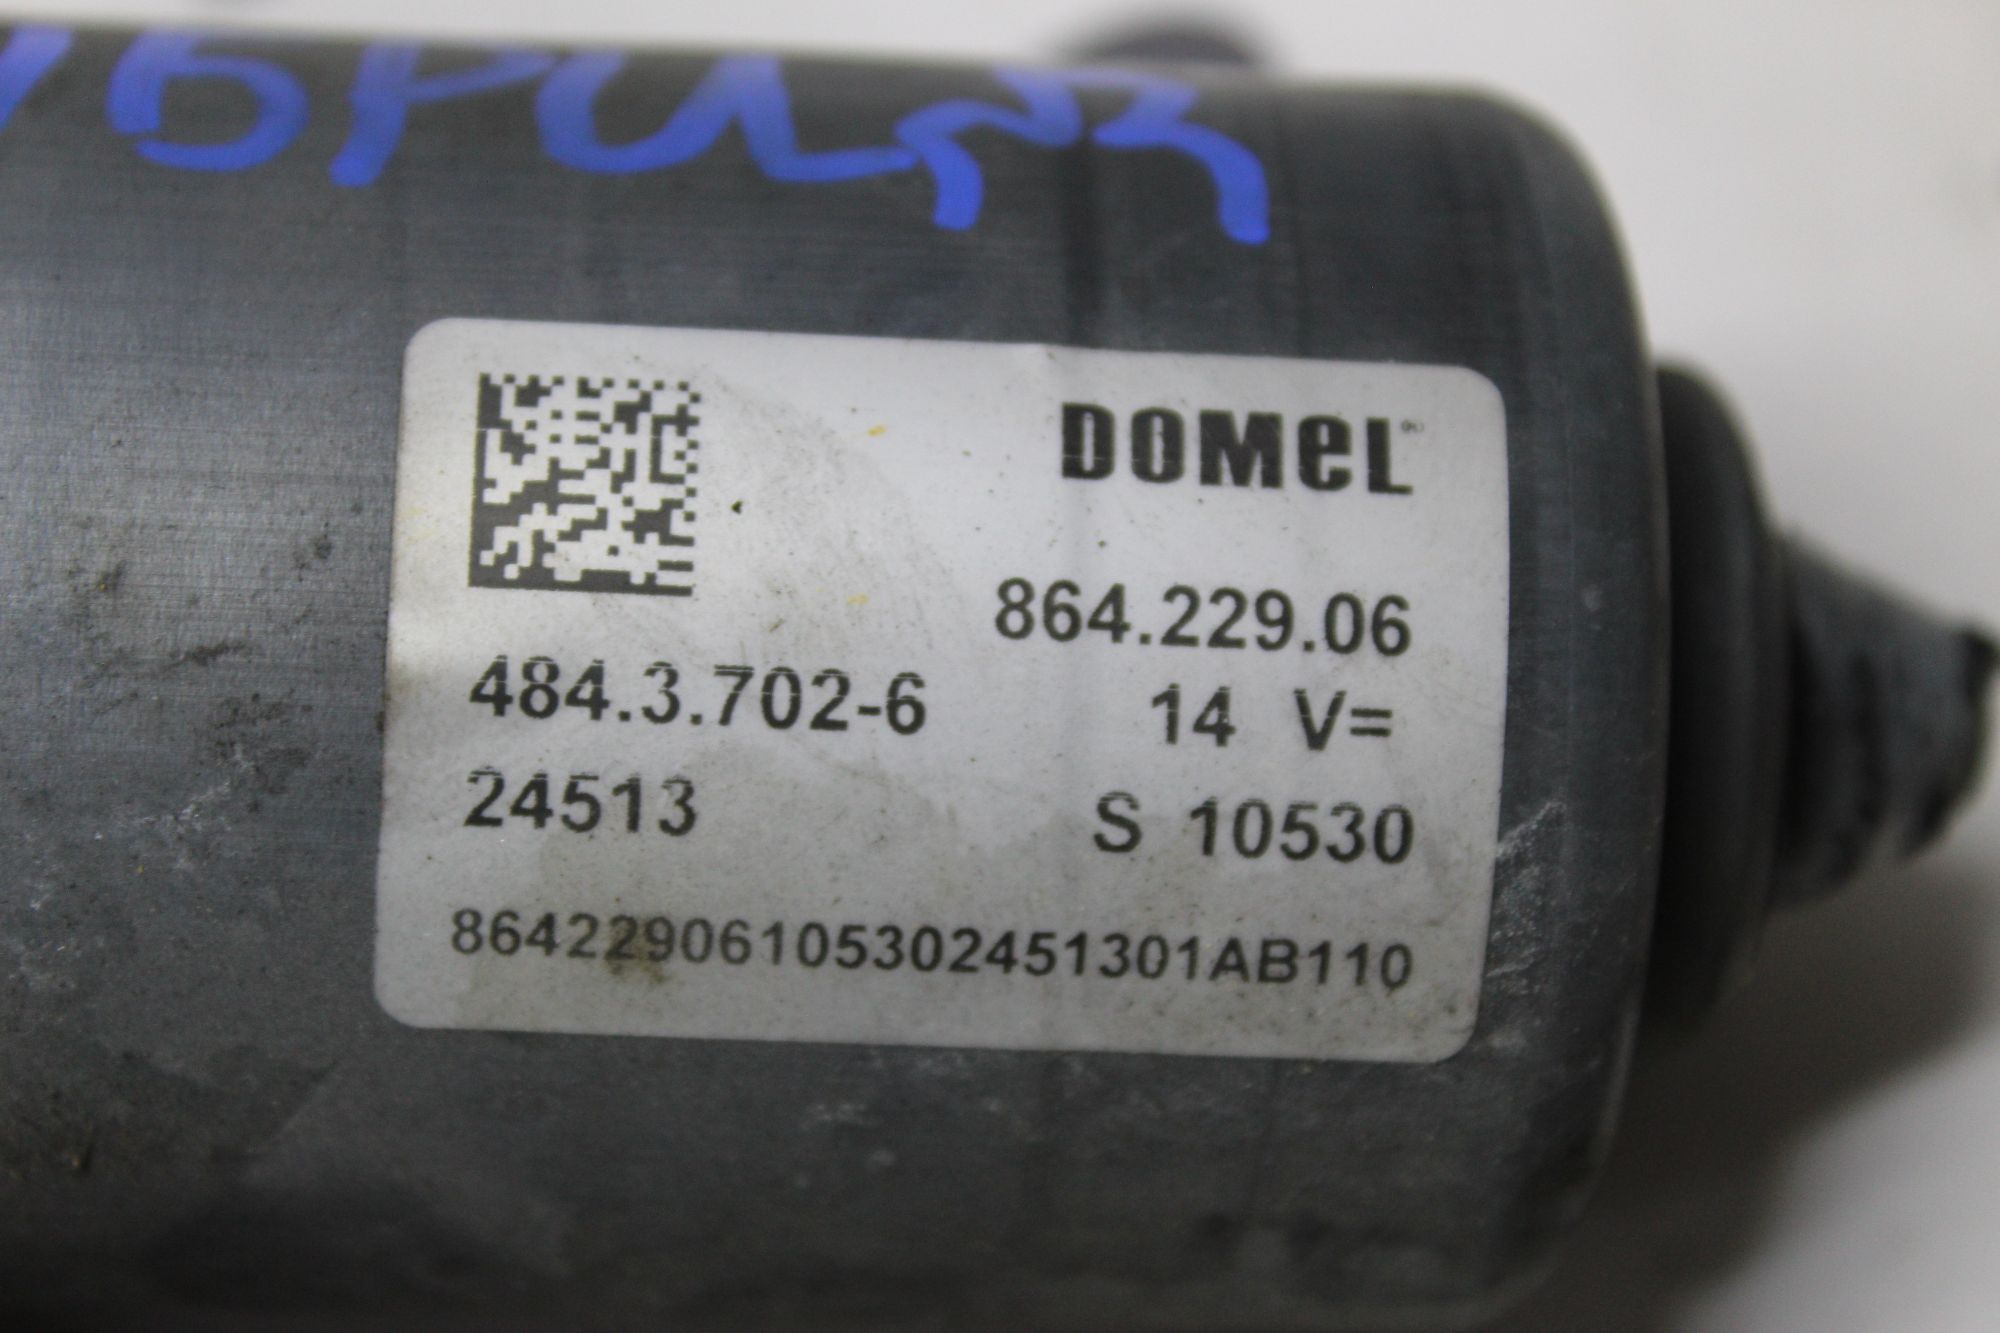 DOMeL
864.229.06
484.3.702-6 14 V=
24513 S 10530
86422906105302451301AB110